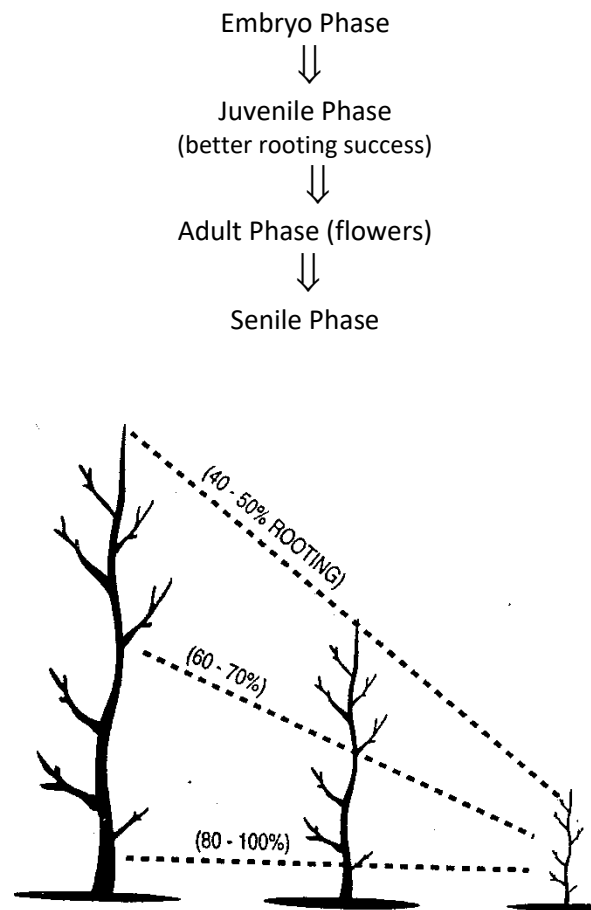 Embryo Phase
⇓
Juvenile Phase
(better rooting success)
⇓
Adult Phase (flowers)
⇓
Senile Phase
(40 - 50% ROOTING)
(60 - 70%)
(80 - 100%)